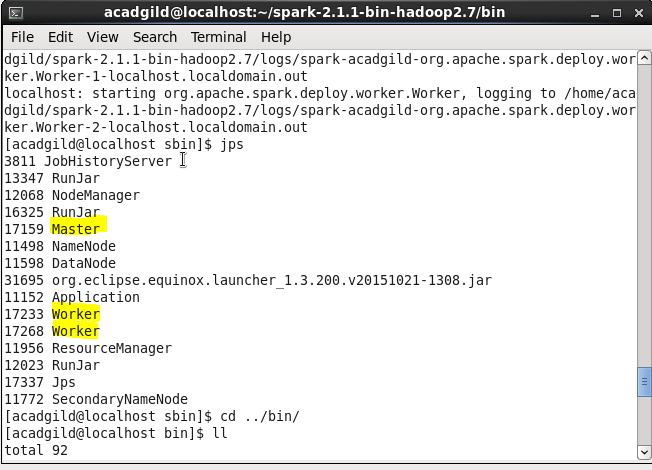 acadgild@localhost:~/spark-2.1.1-bin-hadoop2.7/bin
File Edit View Search Terminal Help
dgild/spark-2.1.1-bin-hadoop2.7/logs/spark-acadgild-org.apache.spark.deploy.wor
ker.Worker-1-localhost.localdomain.out
localhost: starting org.apache.spark.deploy.worker.Worker, logging to /home/aca
dgild/spark-2.1.1-bin-hadoop2.7/logs/spark-acadgild-org.apache.spark.deploy.wor
ker.Worker-2-localhost.localdomain.out
[acadgild@localhost sbin]$ jps
3811 JobHistoryServer
13347 RunJar
12068 NodeManager
16325 RunJar
17159 Master
11498 NameNode
11598 DataNode
31695 org.eclipse.equinox.launcher_1.3.200.v20151021-1308.jar
11152 Application
17233 Worker
17268 Worker
11956 ResourceManager
12023 RunJar
17337 Jps
11772 SecondaryNameNode
[acadgild@localhost sbin]$ cd ../bin/
[acadgild@localhost bin]$ ll
total 92